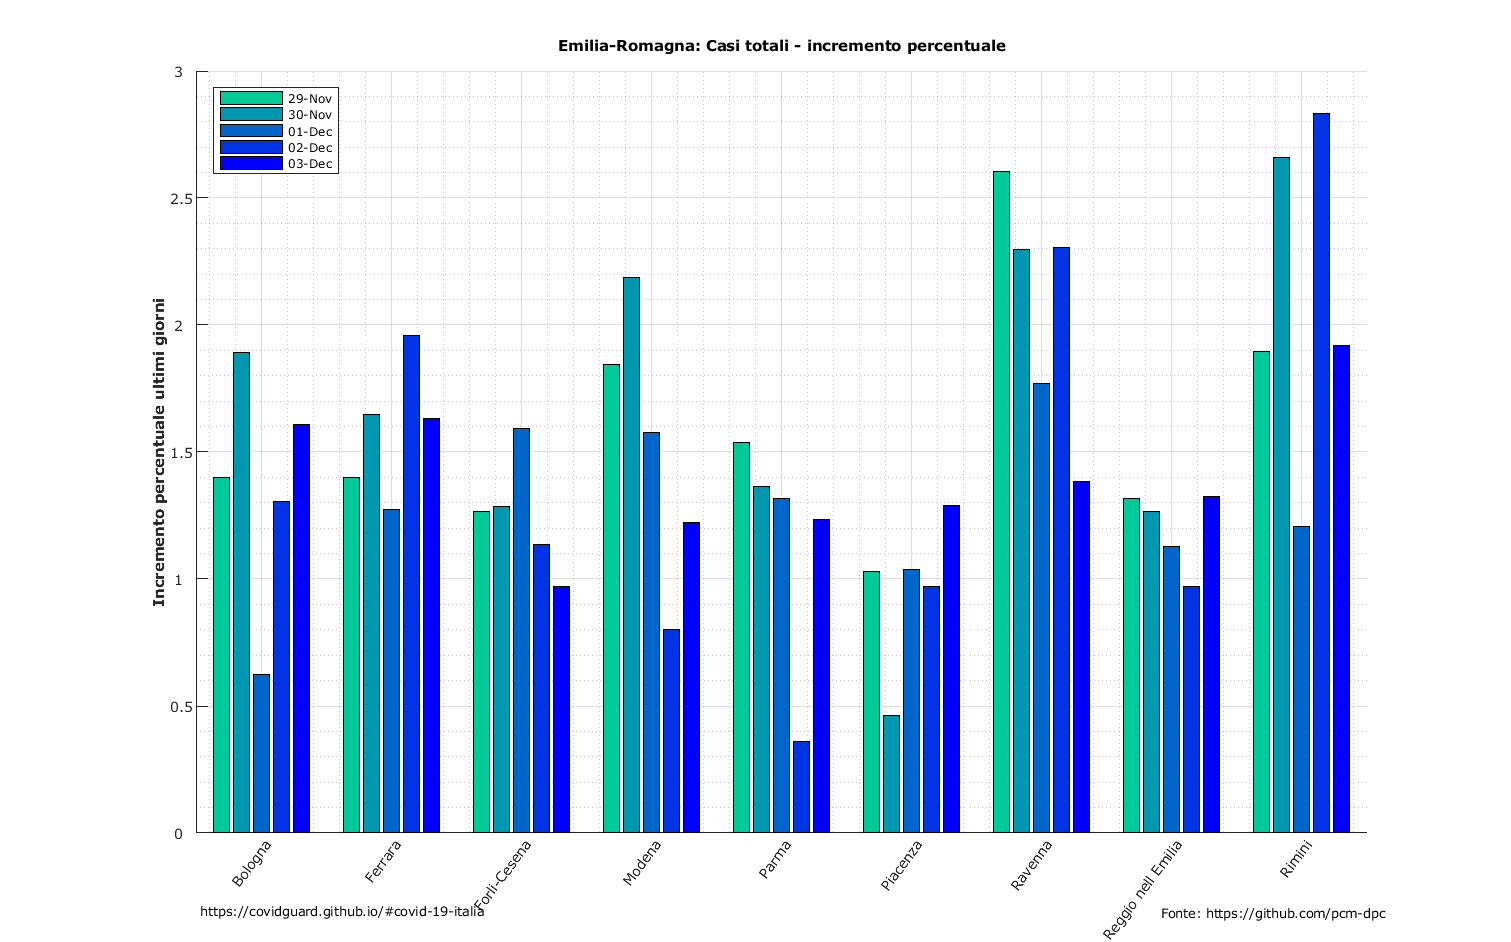 Emilia-Romagna: Casi totali - incremento percentuale
Incremento percentuale ultimi giorni
3
2.5
2
1.5
1
0.5
0
29-Nov
30-Nov
01-Dec
02-Dec
03-Dec
Bologna
Ferrara
Forlì-Cesena
Modena
Parma
Piacenza
Ravenna
Reggio nell Emilia
Rimini
https://covidguard.github.io/#covid-19-italia
Fonte: https://github.com/pcm-dpc